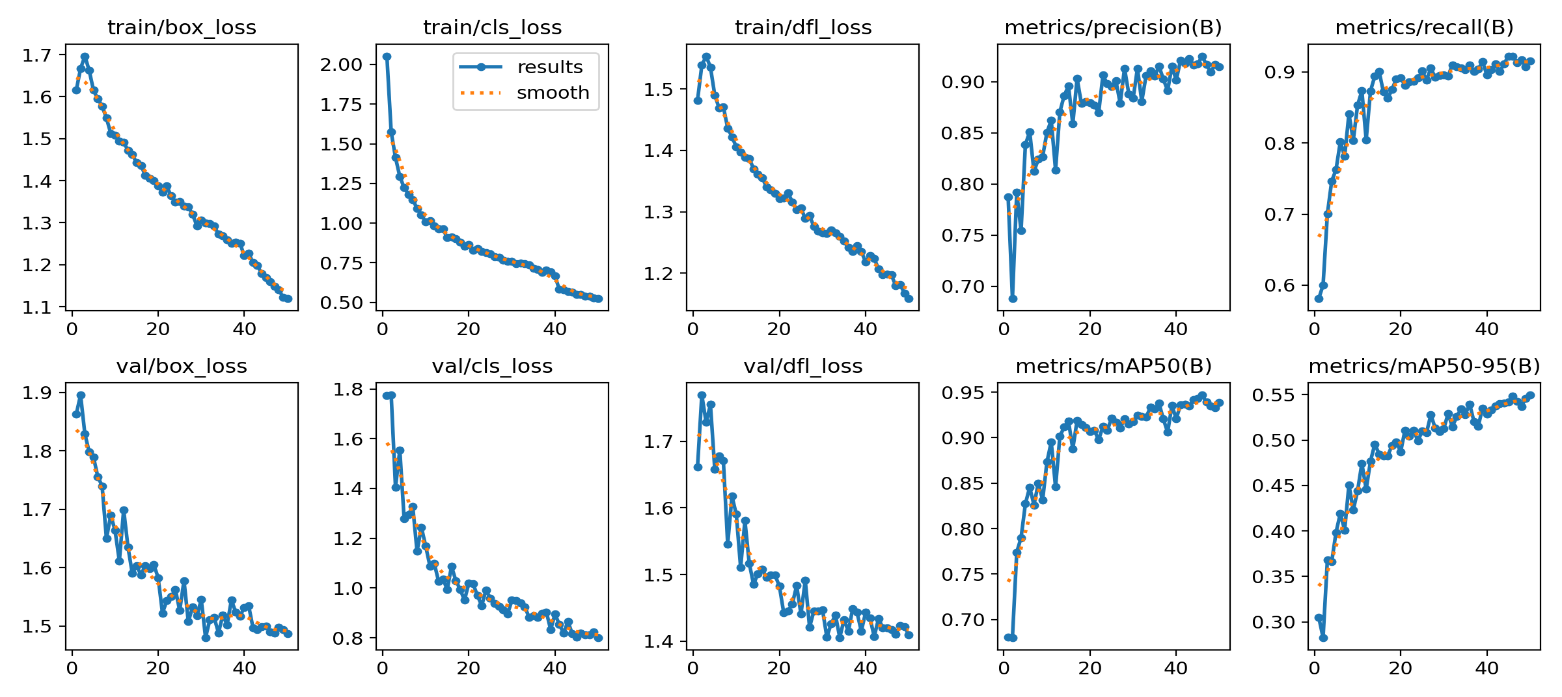 train/box_loss
1.7
1.6
1.5
1.4
1.3
1.2
1.1
0 20 40
train/cls_loss
results
smooth
2.00
1.75
1.50
1.25
1.00
0.75
0.50
0 20 40
train/dfl_loss
1.5
1.4
1.3
1.2
0 20 40
metrics/precision(B)
0.90
0.85
0.80
0.75
0.70
0 20 40
metrics/recall(B)
0.9
0.8
0.7
0.6
0 20 40
val/box_loss
1.9
1.8
1.7
1.6
1.5
0 20 40
val/cls_loss
1.8
1.6
1.4
1.2
1.0
0.8
0 20 40
val/dfl_loss
1.7
1.6
1.5
1.4
0 20 40
metrics/mAP50(B)
0.95
0.90
0.85
0.80
0.75
0.70
0 20 40
metrics/mAP50-95(B)
0.55
0.50
0.45
0.40
0.35
0.30
0 20 40